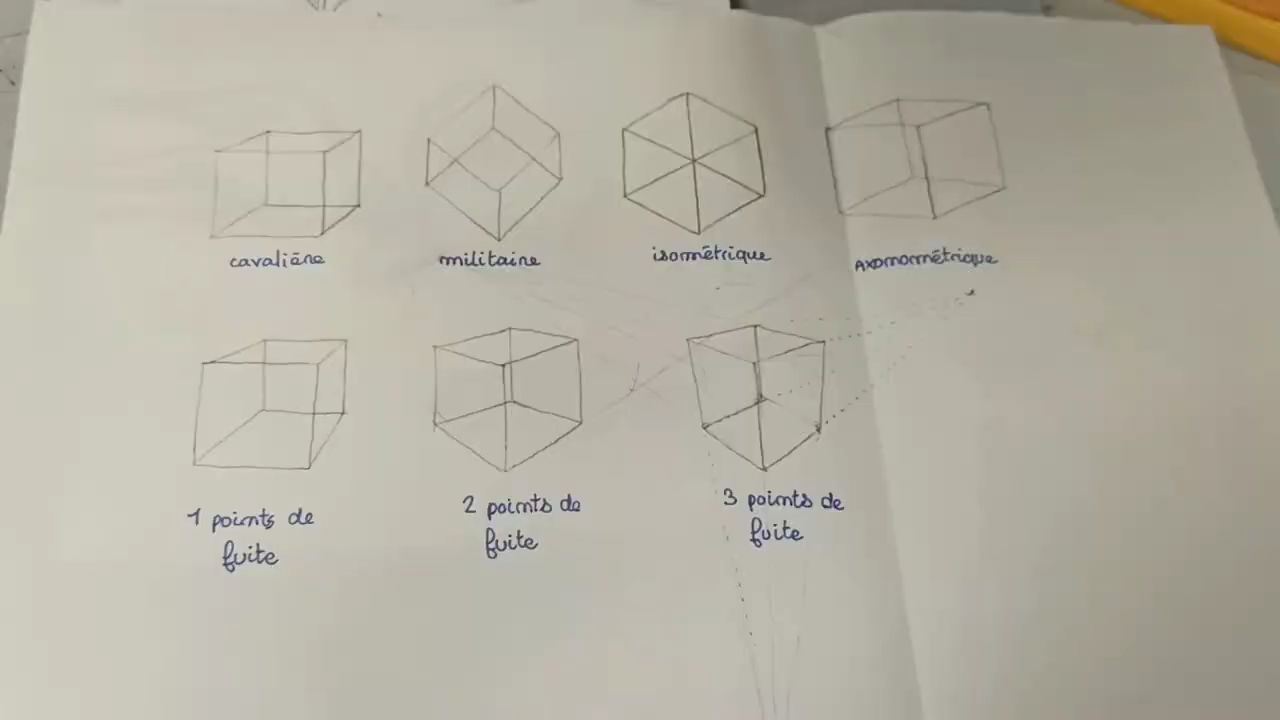 cavalière
militaire
isométrique
AXOnométrique
1 points de
fuite
2 points de
fuite
3 points de
fuite